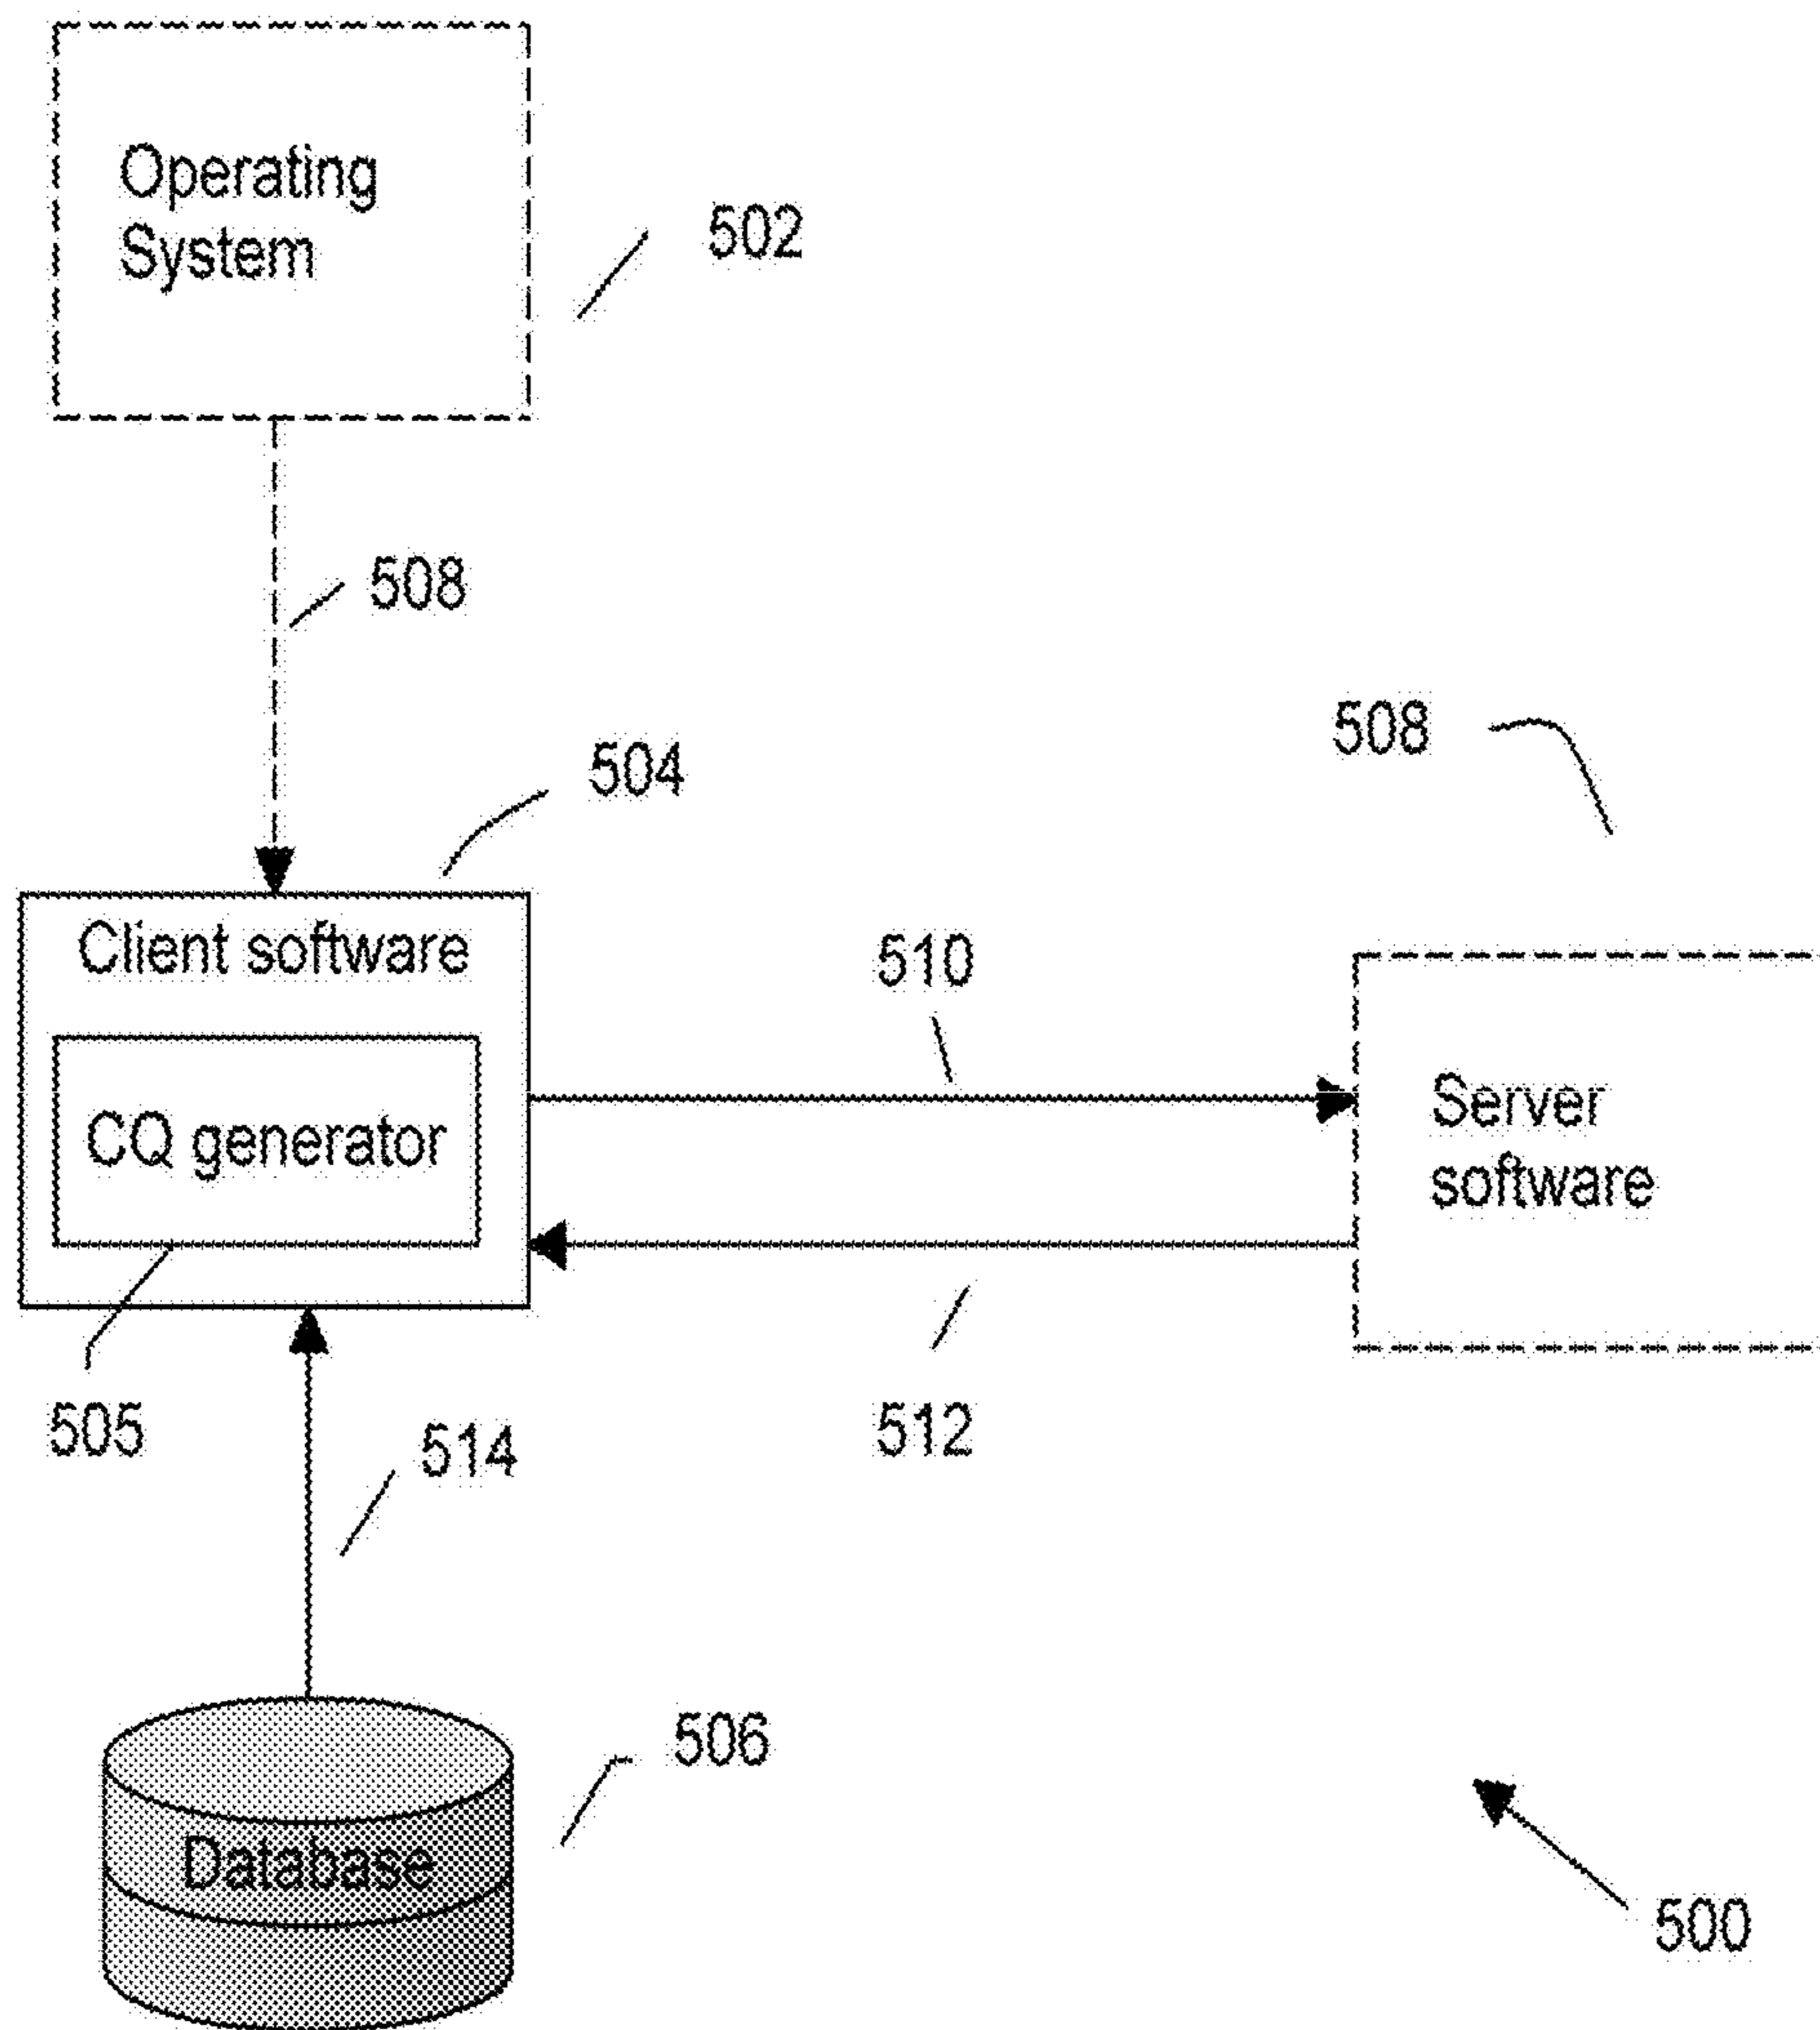 Operating
System
502
508
504
508
Client software
510
CQ generator
Server
software
505
514
512
506
Database
500